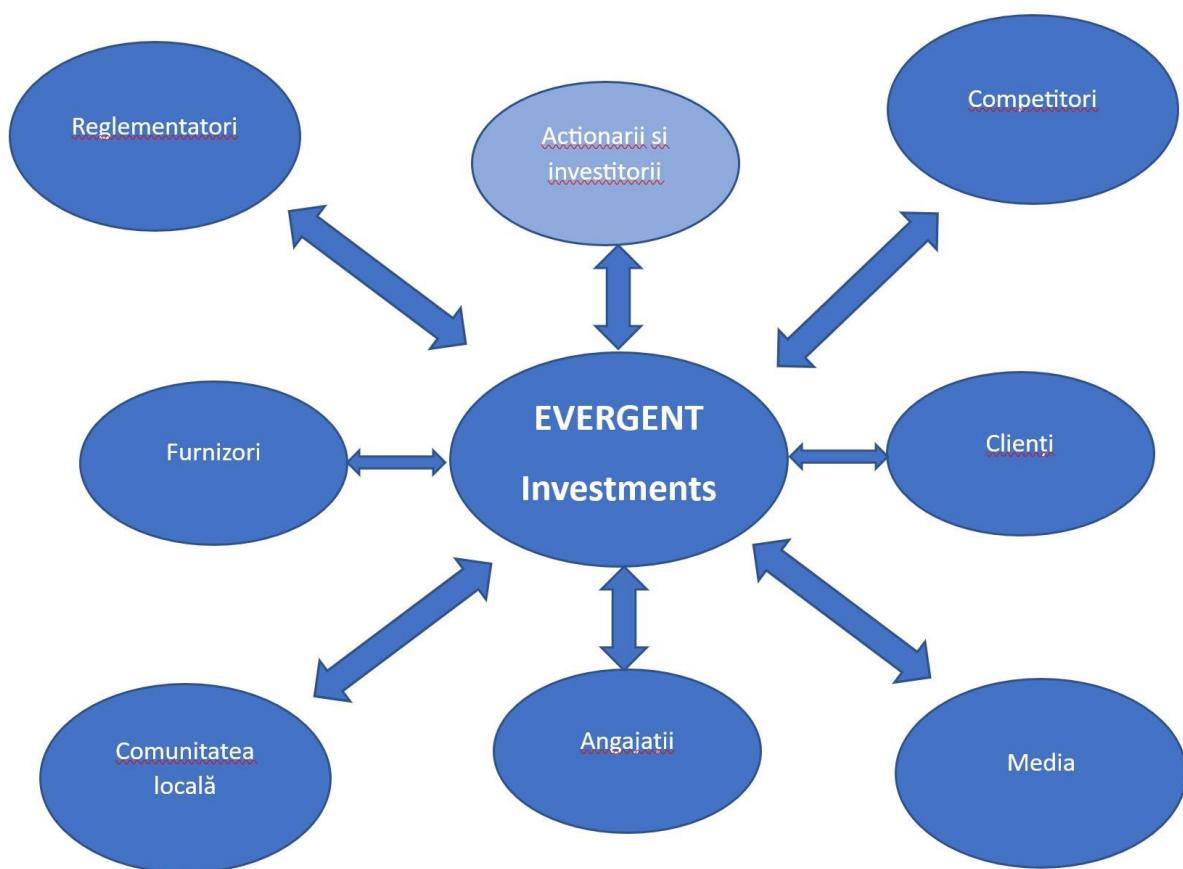 Reglementatori
Actionarii si
investitorii
Competitori
Furnizori
EVERGENT
Investments
Clienți
Comunitatea
locală
Angajații
Media